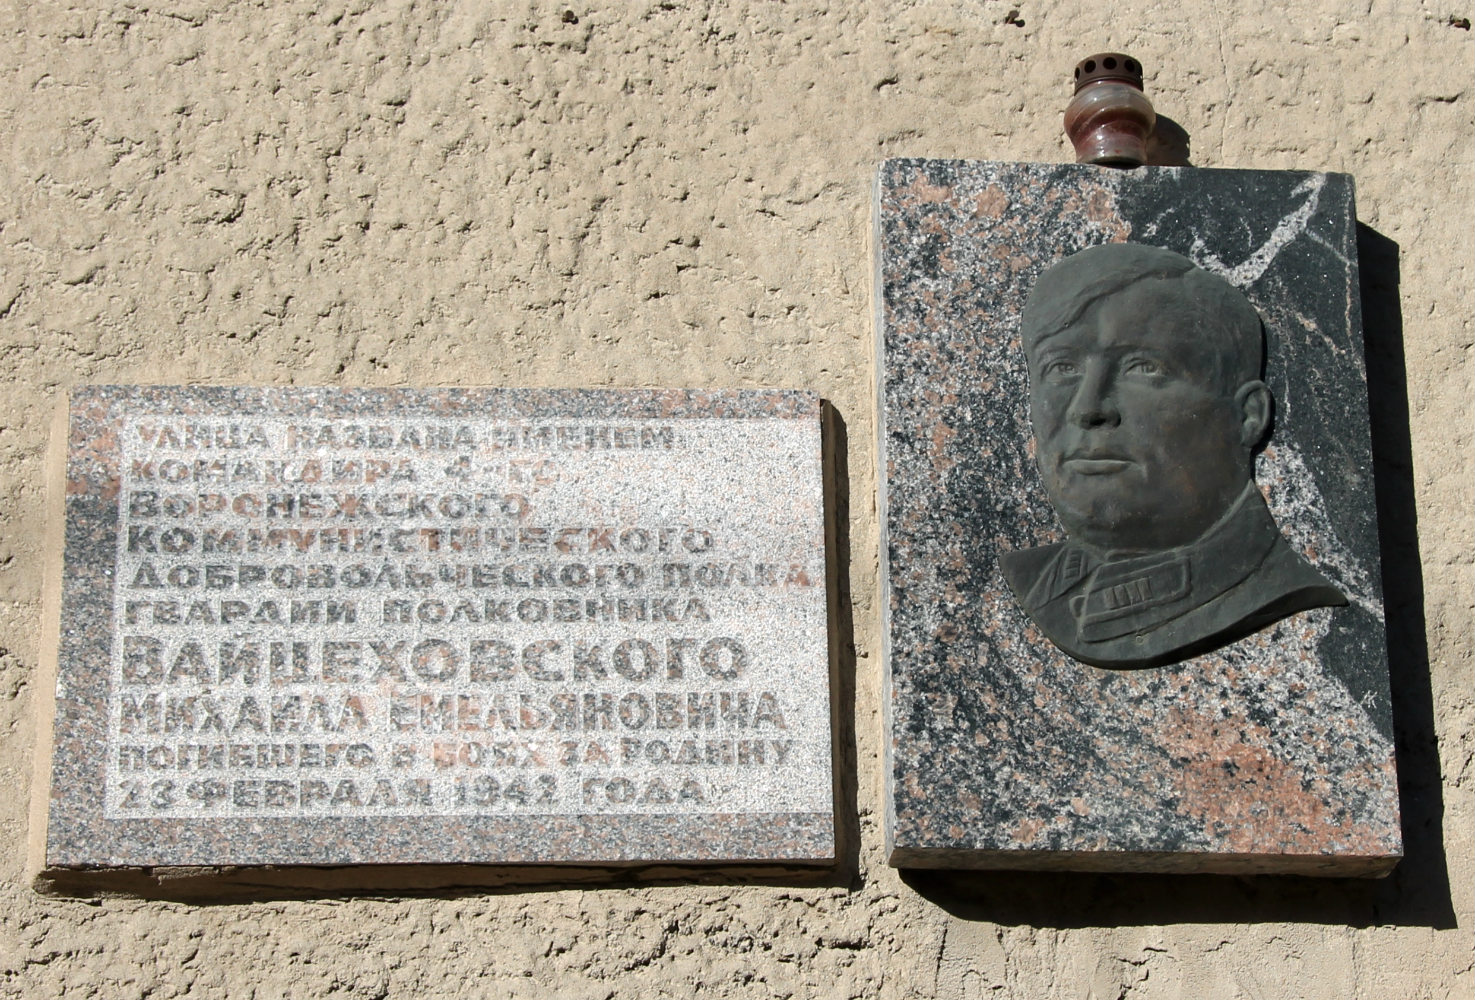 УЛИЦА НАЗВАНА ИМЕНЕМ
КОМАНДИРА 4-ГО
ВОРОНЕЖСКОГО
КОММУНИСТИЧЕСКОГО
ДОБРОВОЛЬЧЕСКОГО ПОЛКА
ГВАРДИИ ПОЛКОВНИКА
ВАЙЦЕХОВСКОГО
МИХАИЛА ЕМЕЛЬЯНОВИЧА
ПОГИБШЕГО В БОЯХ ЗА РОДИНУ
23 ФЕВРАЛЯ 1942 ГОДА